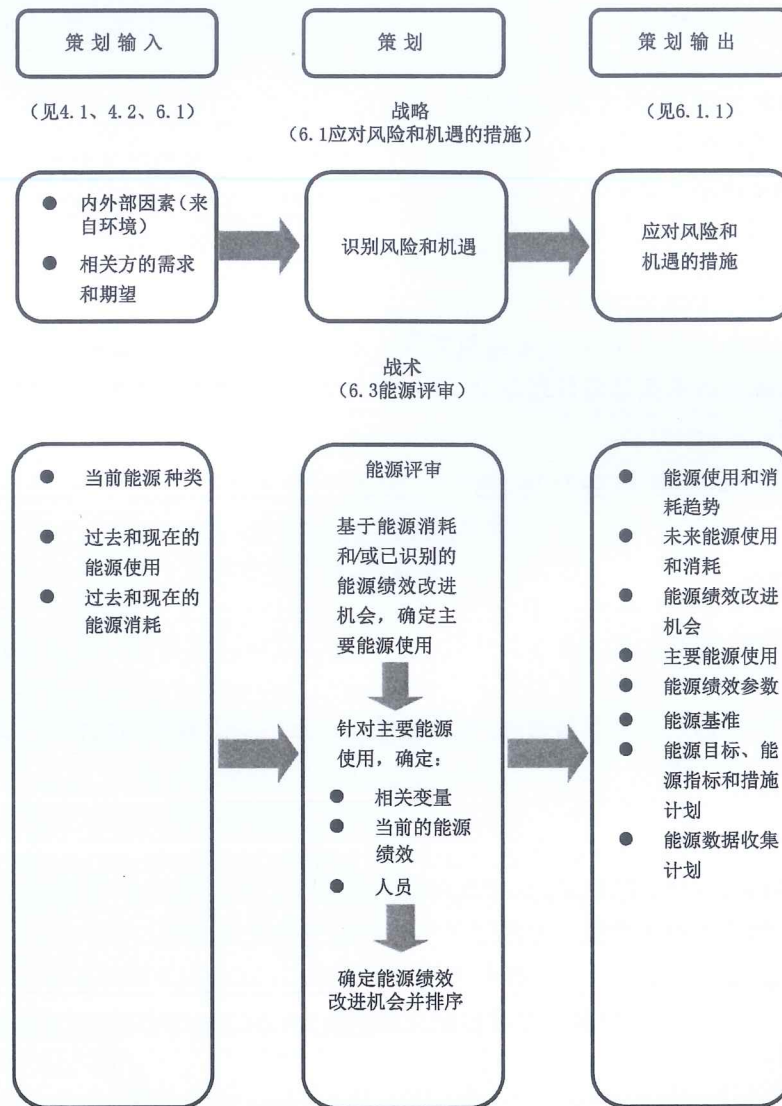 策划输入
策划
策划输出
（见4.1、4.2、6.1）
战略
（6.1应对风险和机遇的措施）
（见6.1.1）
● 内外部因素（来
自环境）
● 相关方的需求
和期望
识别风险和机遇
应对风险和
机遇的措施
战术
（6.3能源评审）
● 当前能源种类
● 过去和现在的
能源使用
● 过去和现在的
能源消耗
能源评审
基于能源消耗
和/或已识别的
能源绩效改进
机会，确定主
要能源使用
针对主要能源
使用，确定：
● 相关变量
● 当前的能源
绩效
● 人员
确定能源绩效
改进机会并排序
● 能源使用和消
耗趋势
● 未来能源使用
和消耗
● 能源绩效改进
机会
● 主要能源使用
● 能源绩效参数
● 能源基准
● 能源目标、能
源指标和措施
计划
● 能源数据收集
计划